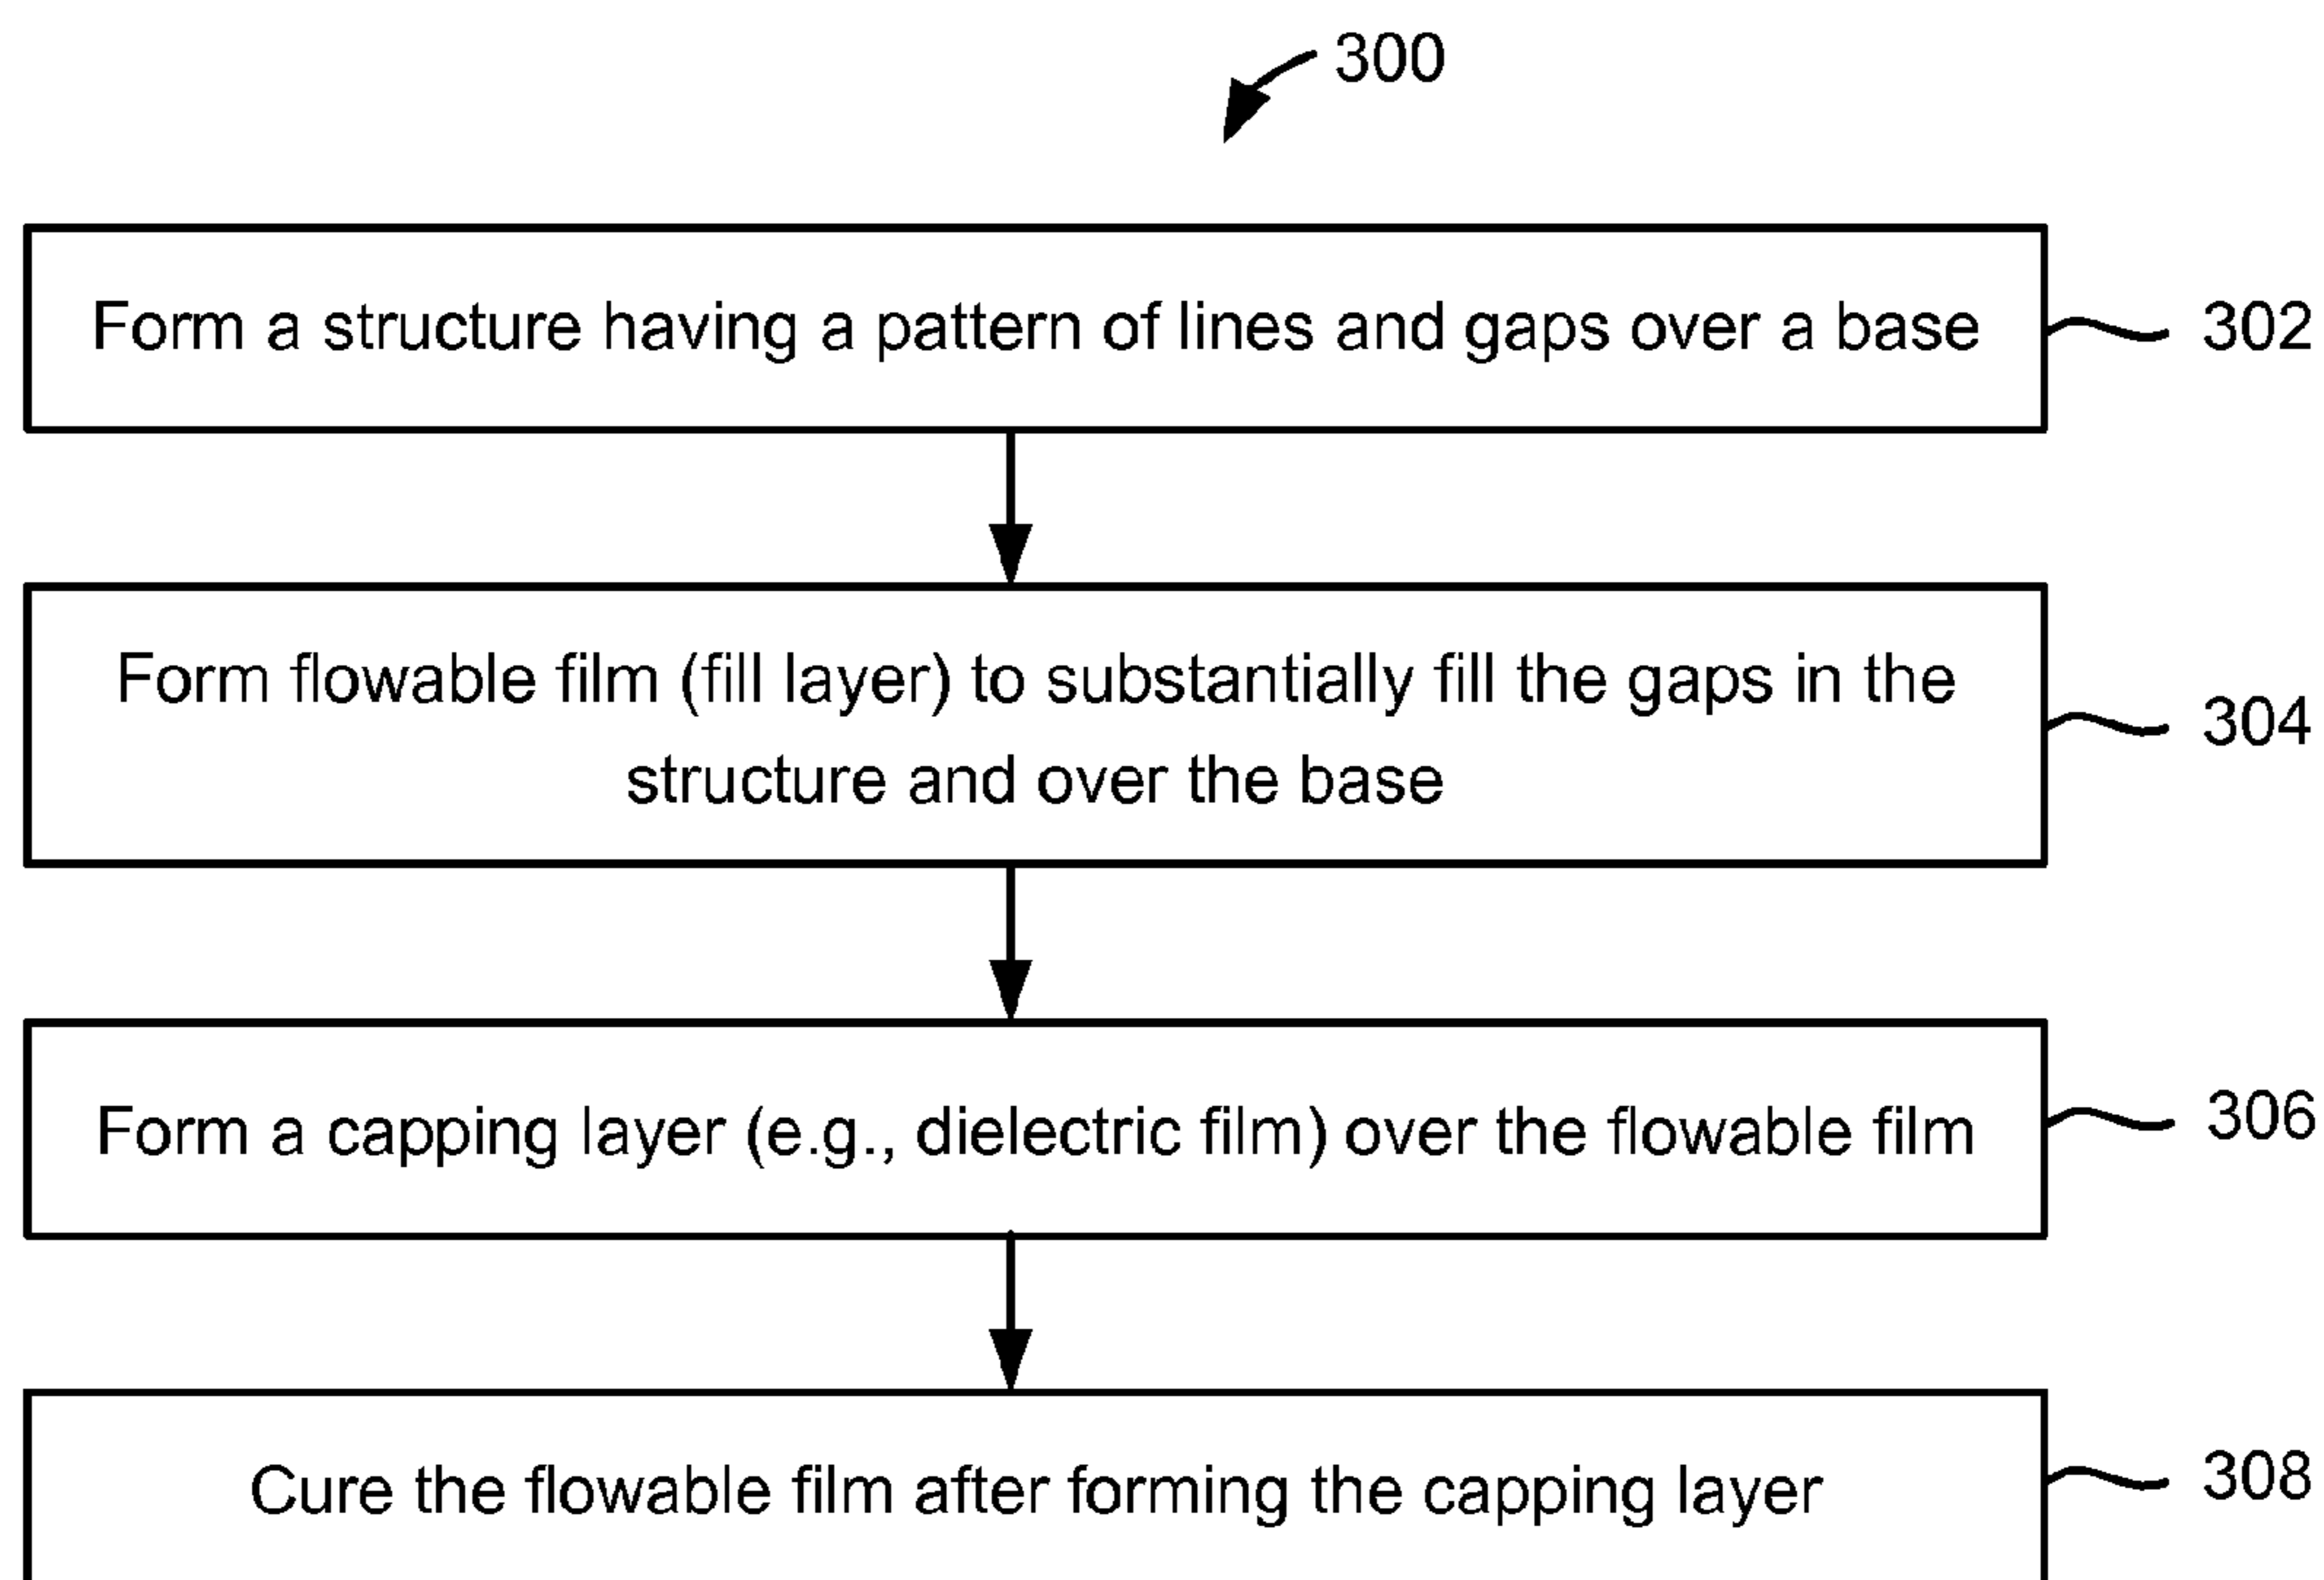 300
Form a structure having a pattern of lines and gaps over a base
302
Form flowable film (fill layer) to substantially fill the gaps in the
structure and over the base
304
Form a capping layer (e.g., dielectric film) over the flowable film
306
Cure the flowable film after forming the capping layer
308